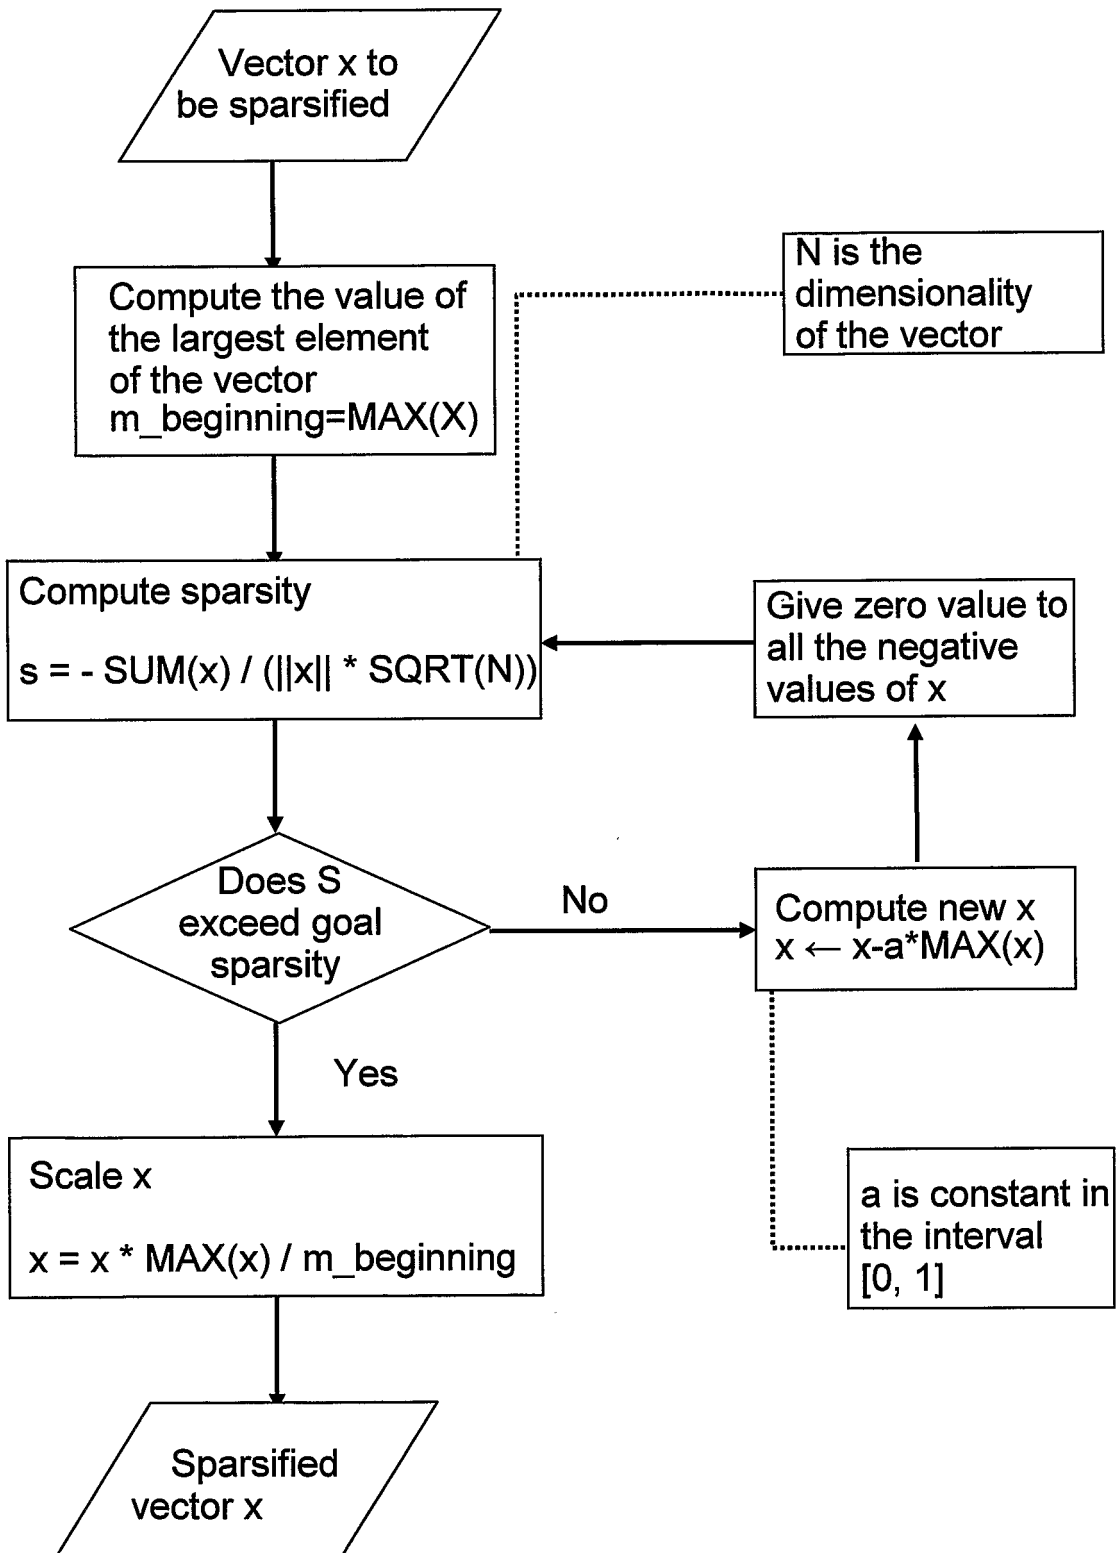 Vector x to
be sparsified
Compute the value of
the largest element
of the vector
m_beginning=MAX(X)
N is the
dimensionality
of the vector
Compute sparsity
s = - SUM(x) / (||x|| * SQRT(N))
Give zero value to
all the negative
values of x
Does S
exceed goal
sparsity
No
Compute new x
x ← x-a*MAX(x)
Yes
Scale x
x = x * MAX(x) / m_beginning
a is constant in
the interval
[0, 1]
Sparsified
vector x